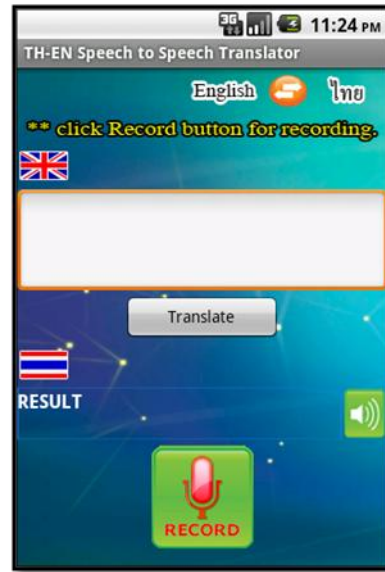 3G 11:24 PM
TH-EN Speech to Speech Translator
English ไทย
** click Record button for recording.
Translate
RESULT
RECORD